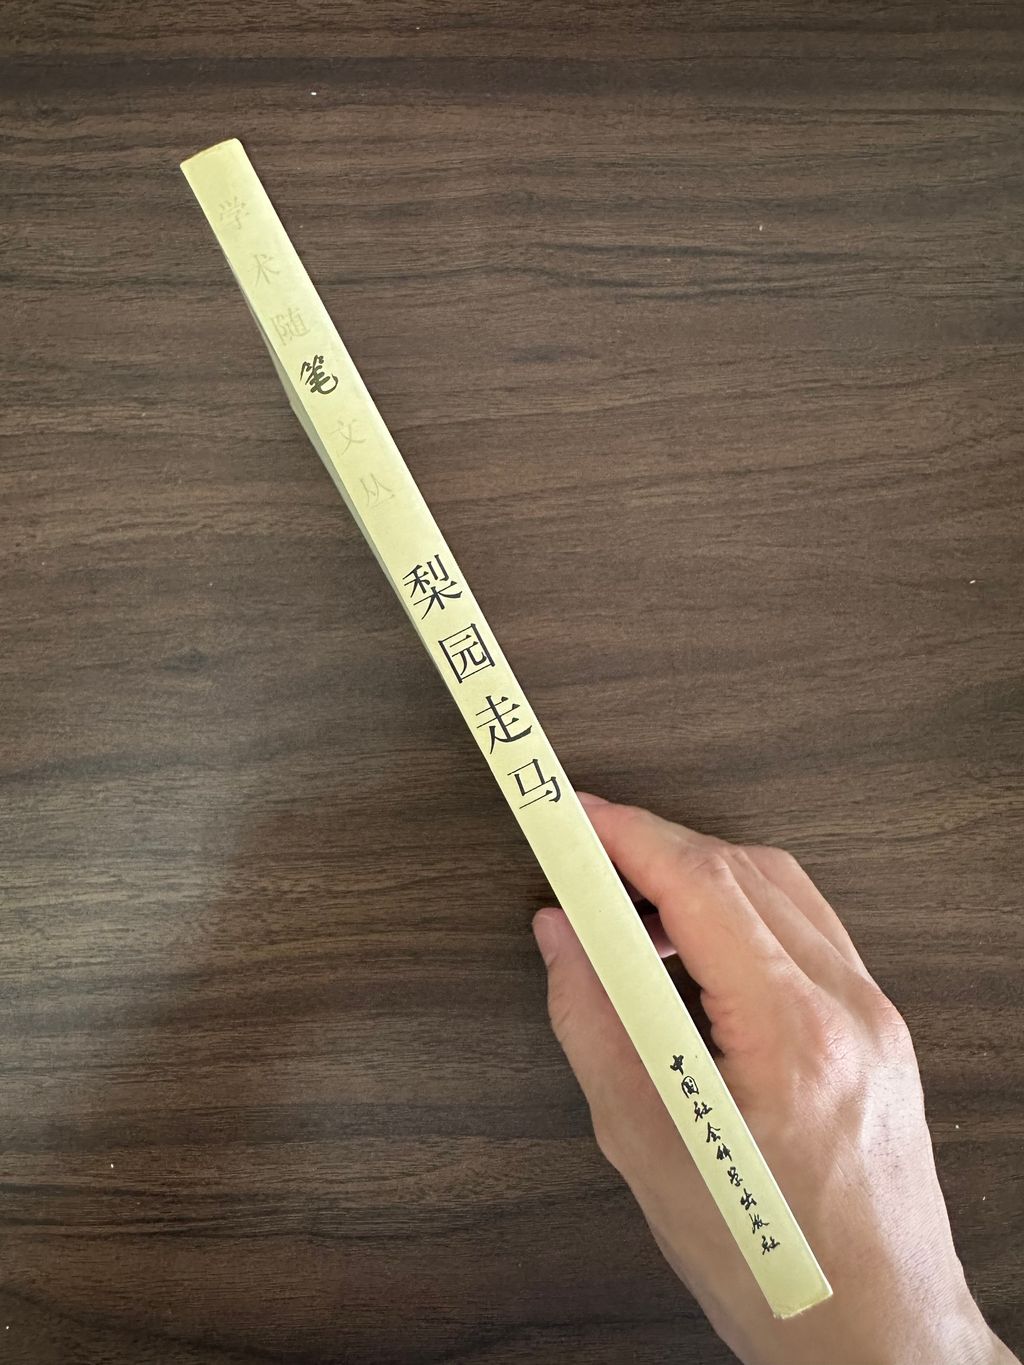 学术随笔文丛
梨园走马
中国社会科学出版社